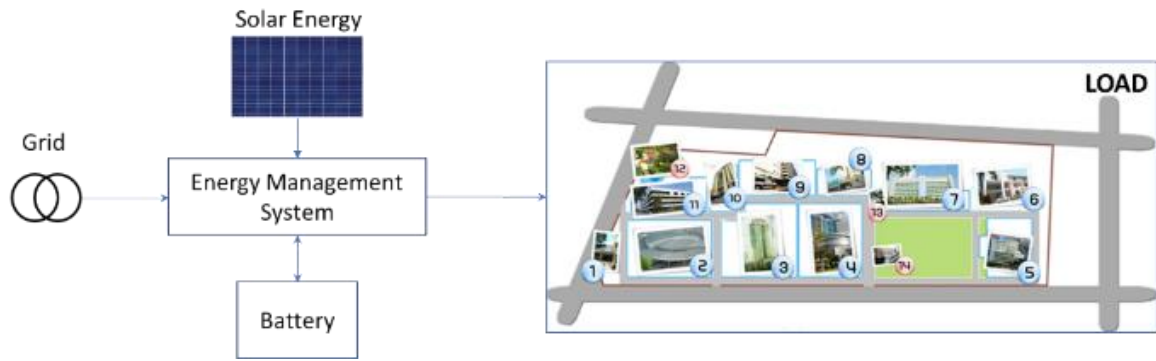 Solar Energy
LOAD
Grid
Energy Management
System
Battery
1
2
3
4
5
6
7
8
9
10
11
12
13
14